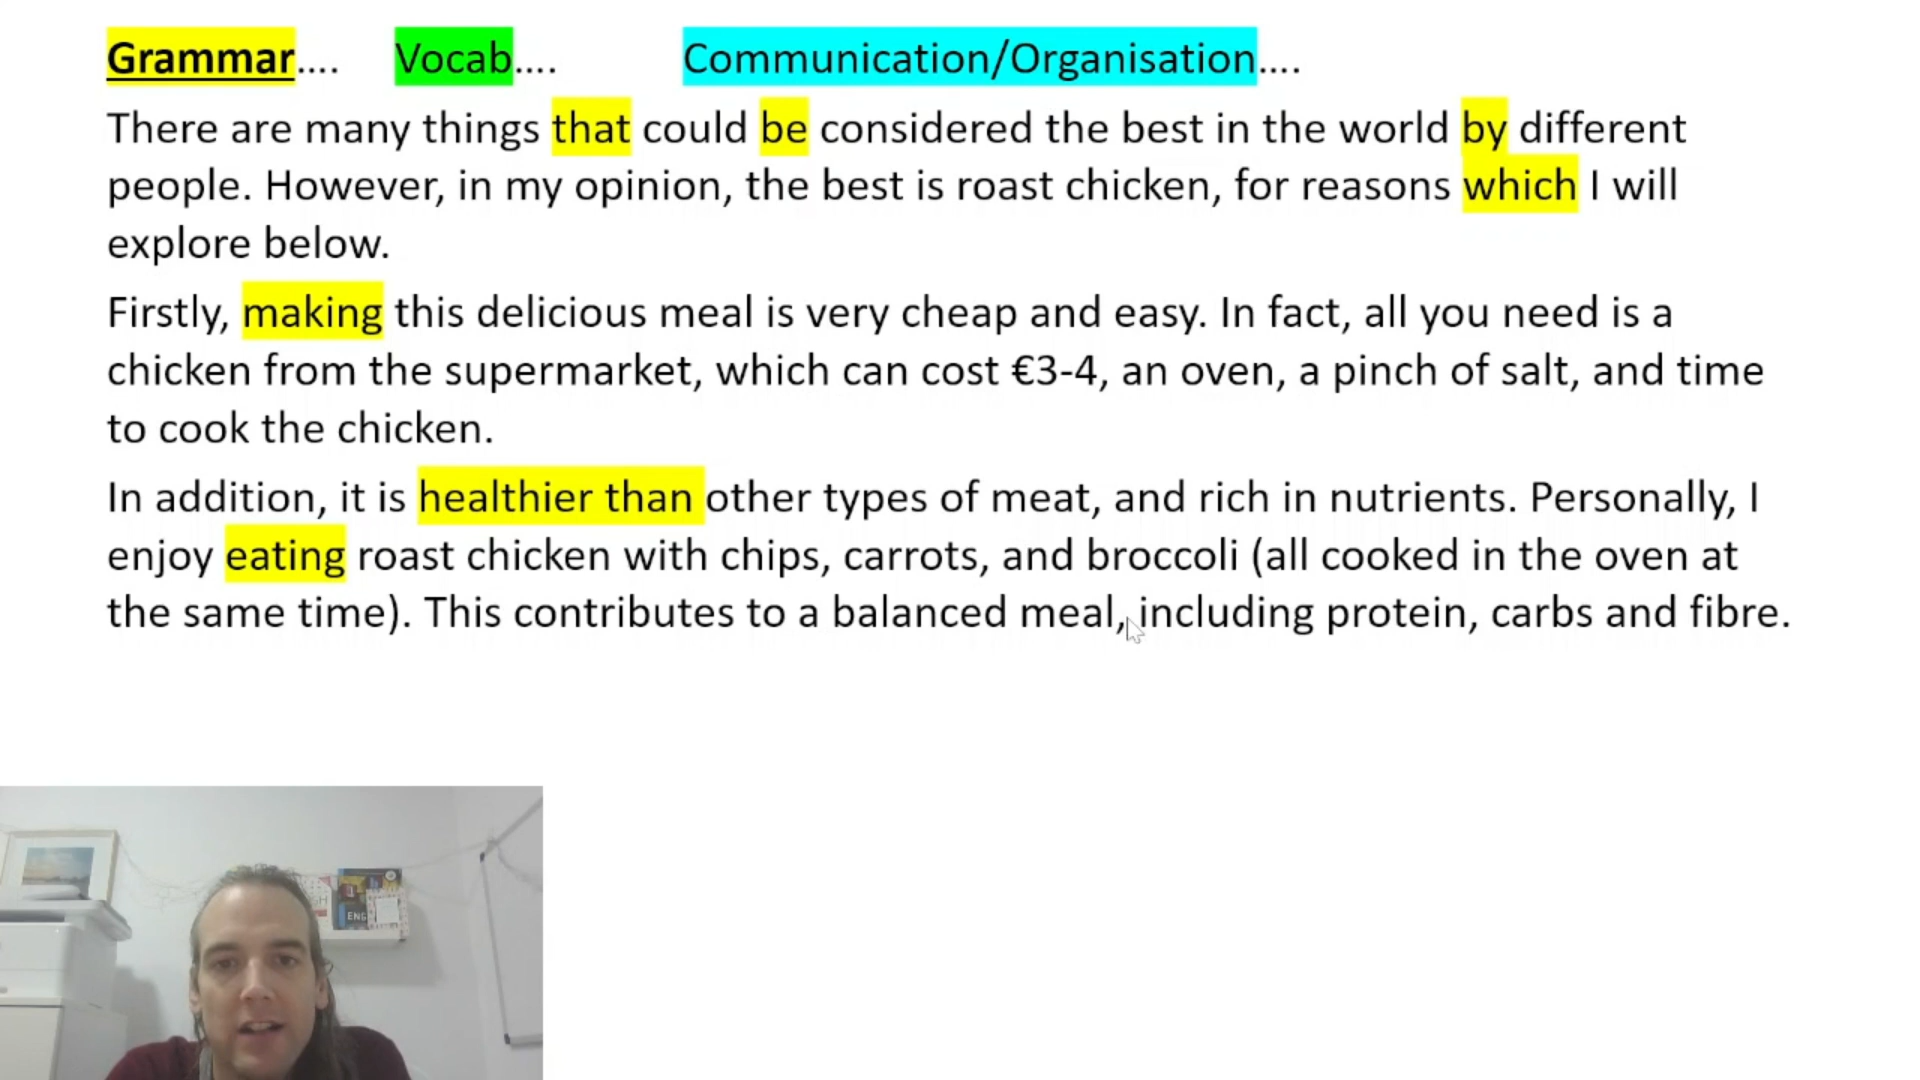 Grammar.... Vocab.... Communication/Organisation....
There are many things that could be considered the best in the world by different
people. However, in my opinion, the best is roast chicken, for reasons which I will
explore below.
Firstly, making this delicious meal is very cheap and easy. In fact, all you need is a
chicken from the supermarket, which can cost €3-4, an oven, a pinch of salt, and time
to cook the chicken.
In addition, it is healthier than other types of meat, and rich in nutrients. Personally, I
enjoy eating roast chicken with chips, carrots, and broccoli (all cooked in the oven at
the same time). This contributes to a balanced meal, including protein, carbs and fibre.
ENG